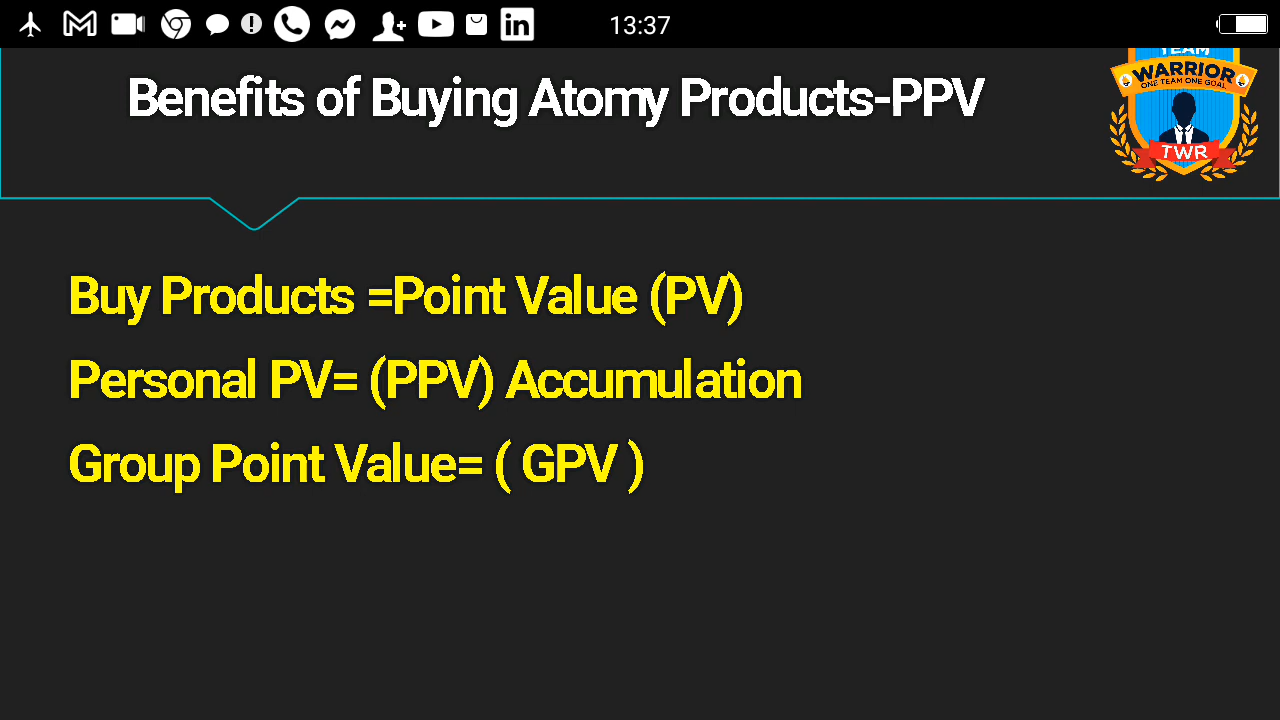 13:37
TEAM
WARRIOR
ONE TEAM ONE GOAL
TWR
Benefits of Buying Atomy Products-PPV
Buy Products =Point Value (PV)
Personal PV= (PPV) Accumulation
Group Point Value= ( GPV )